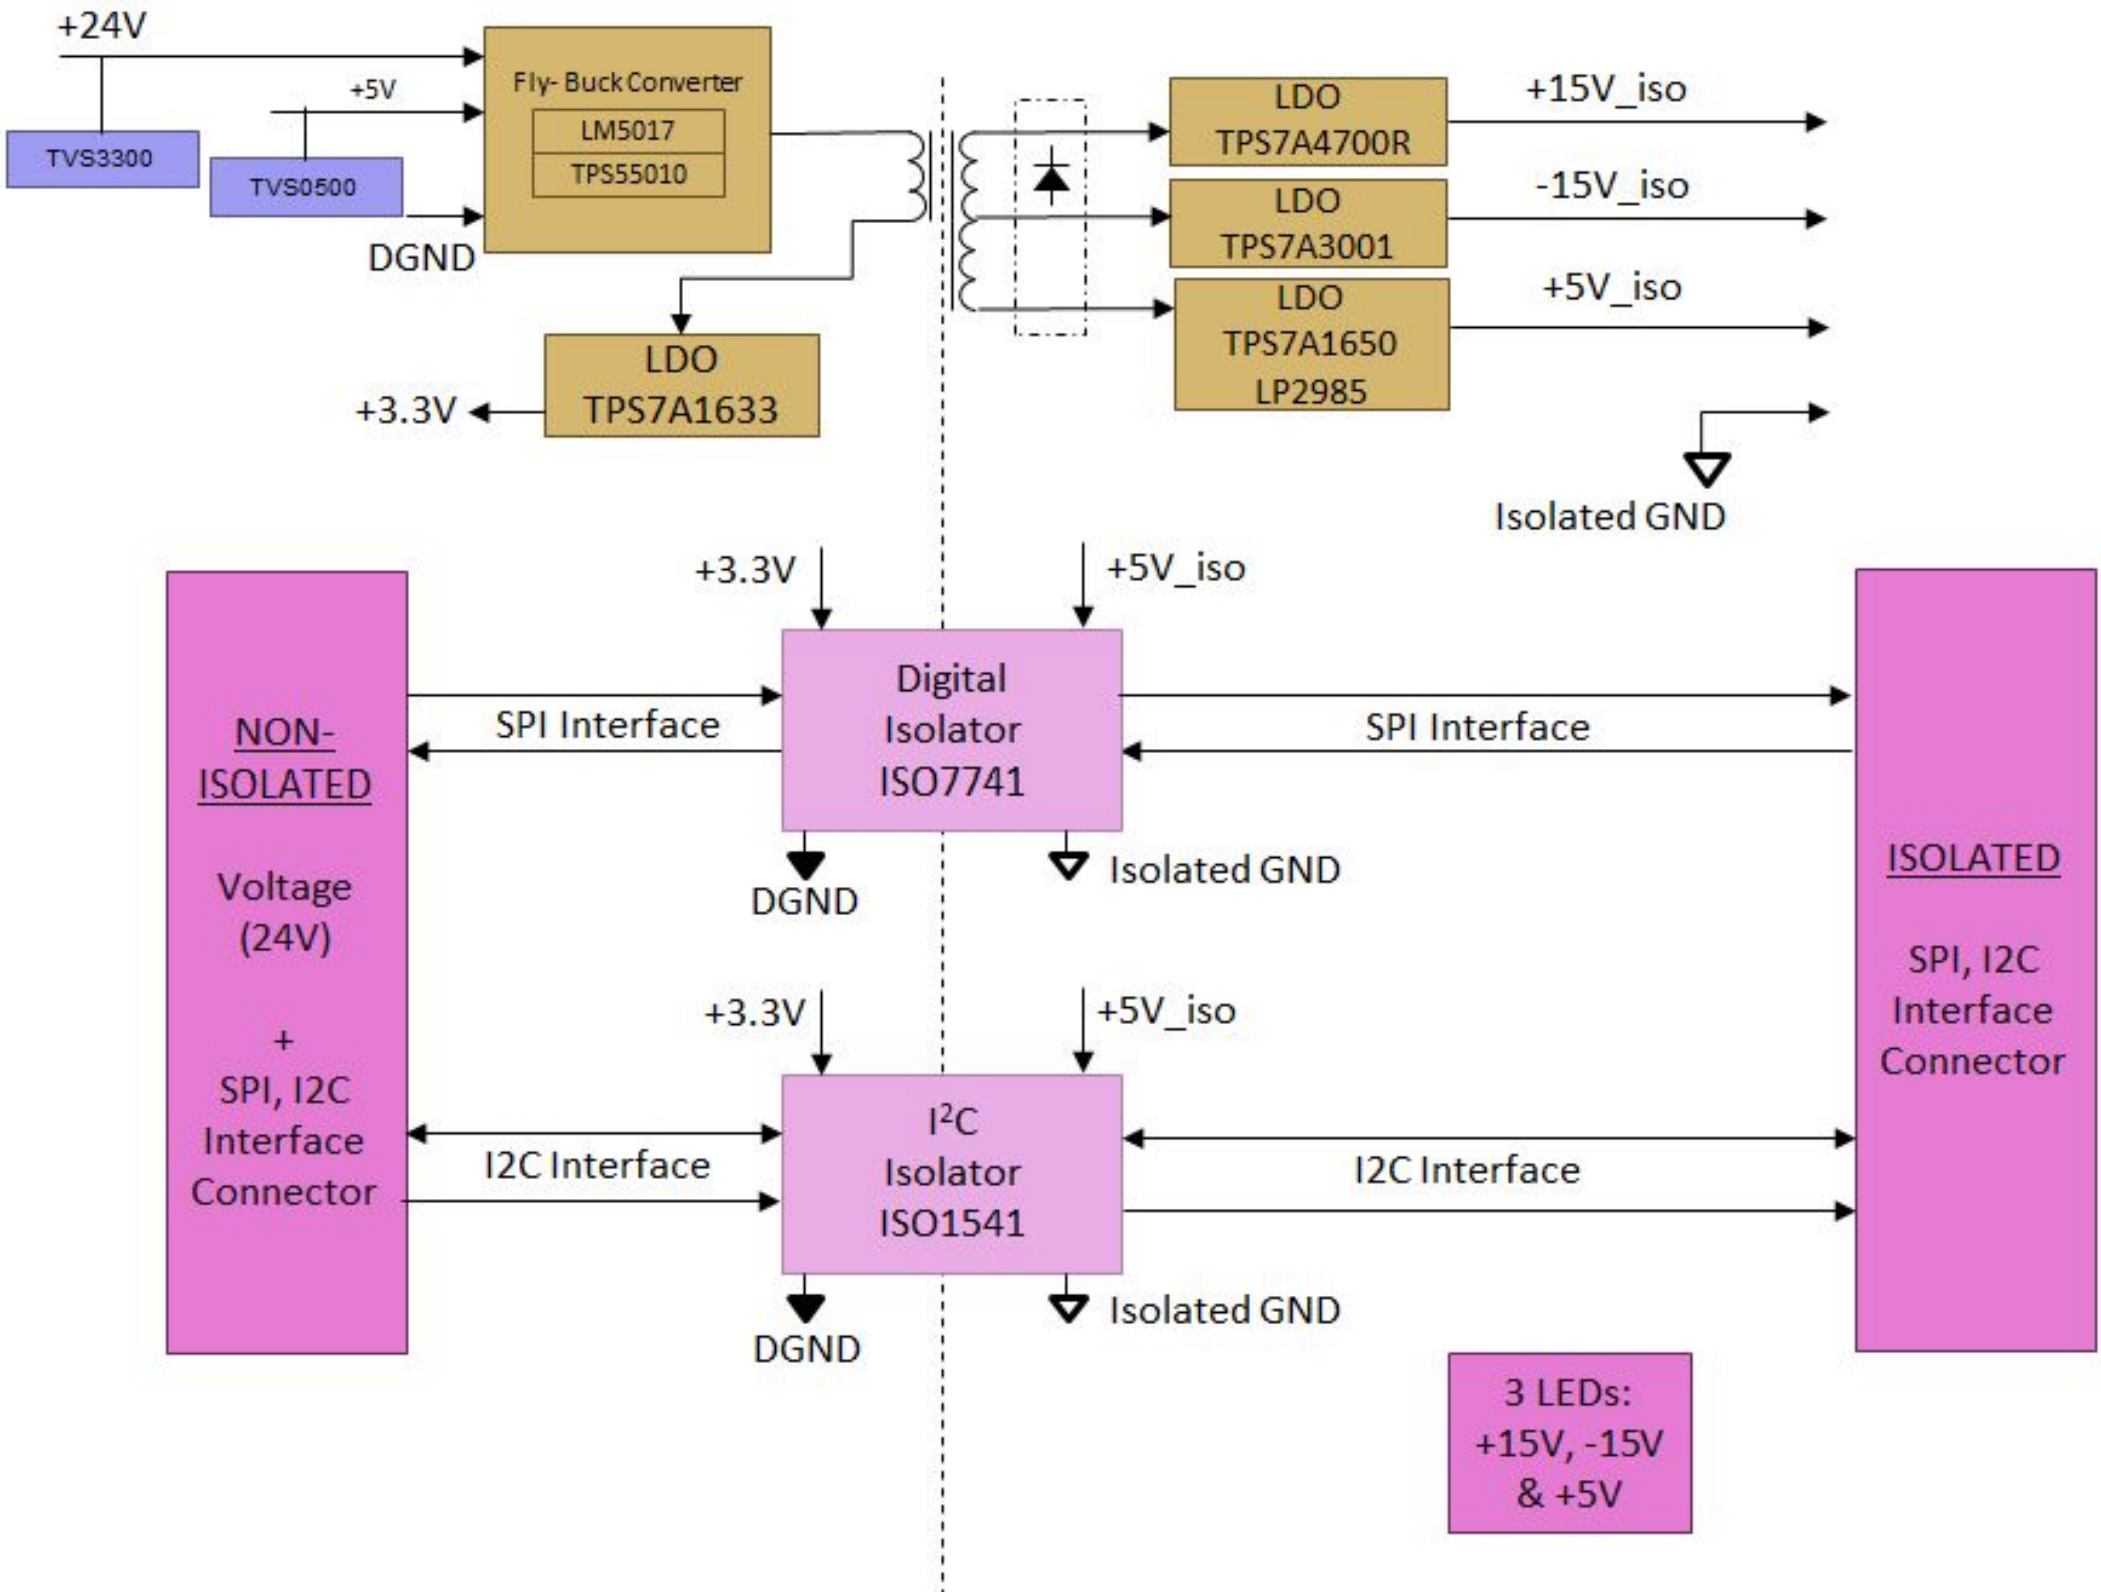 +24V
+5V
TVS3300
TVS0500
DGND
Fly- Buck Converter
LM5017
TPS55010
LDO
TPS7A1633
+3.3V
LDO
TPS7A4700R
+15V_iso
LDO
TPS7A3001
-15V_iso
LDO
TPS7A1650
LP2985
+5V_iso
Isolated GND
NON-
ISOLATED
Voltage
(24V)
+
SPI, I2C
Interface
Connector
+3.3V
+5V_iso
SPI Interface
Digital
Isolator
ISO7741
SPI Interface
DGND
Isolated GND
+3.3V
+5V_iso
I2C Interface
I²C
Isolator
ISO1541
I2C Interface
DGND
Isolated GND
ISOLATED
SPI, I2C
Interface
Connector
3 LEDs:
+15V, -15V
& +5V